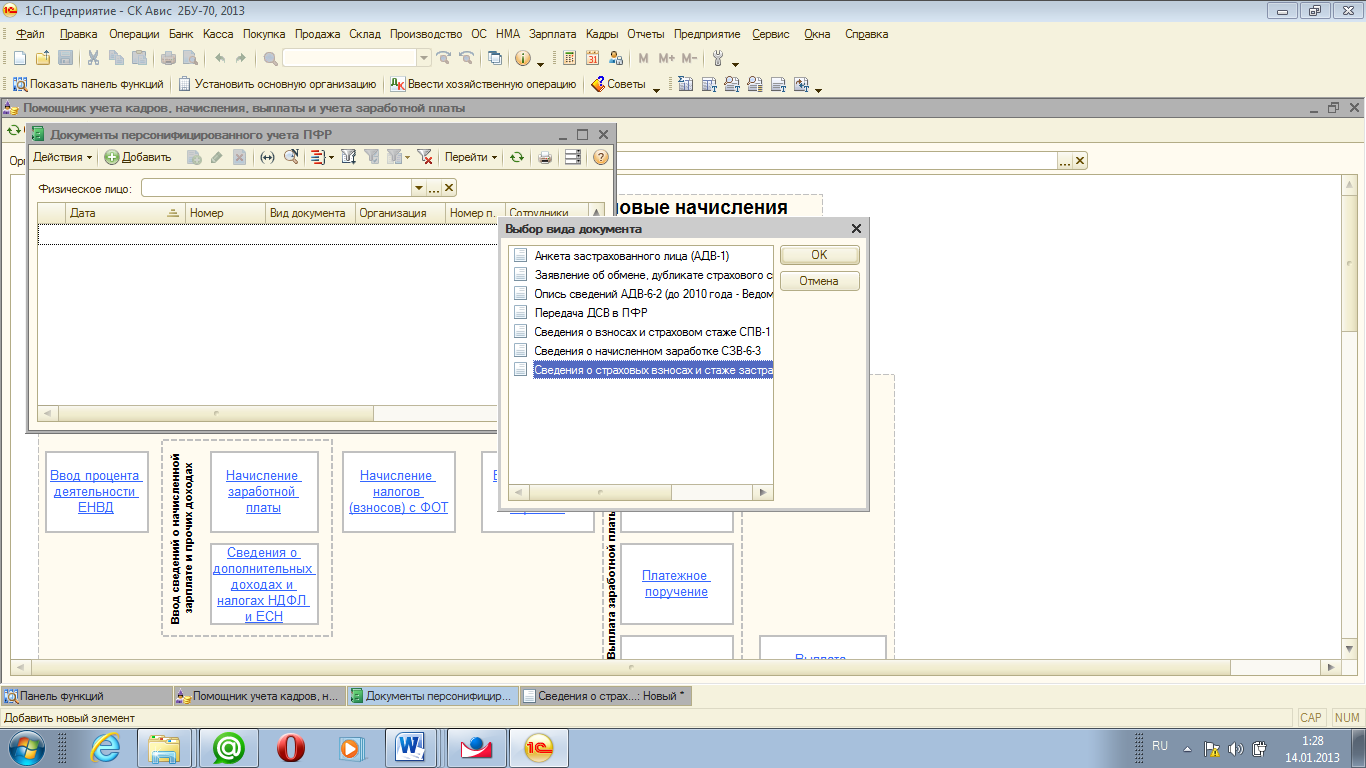 1С:Предприятие - СК Авис 2БУ-70, 2013
Файл Правка Операции Банк Касса Покупка Продажа Склад Производство ОС НМА Зарплата Кадры Отчеты Предприятие Сервис Окна Справка
M M+ M-
Показать панель функций Установить основную организацию Ввести хозяйственную операцию Советы
Помощник учета кадров, начисления, выплаты и учета заработной платы
Документы персонифицированного учета ПФР
Действия Добавить Перейти
Физическое лицо:
Дата Номер Вид документа Организация Номер п. Сотрудники
овые начисления
Выбор вида документа
Анкета застрахованного лица (АДВ-1)
Заявление об обмене, дубликате страхового с
Опись сведений АДВ-6-2 (до 2010 года - Ведом
Передача ДСВ в ПФР
Сведения о взносах и страховом стаже СПВ-1
Сведения о начисленном заработке СЗВ-6-3
Сведения о страховых взносах и стаже застра
OK
Отмена
Ввод процента
деятельности
ЕНВД
Ввод сведений о начисленной
зарплате и прочих доходах
Начисление
заработной
платы
Начисление
налогов
(взносов) с ФОТ
Сведения о
дополнительных
доходах и
налогах НДФЛ
и ЕСН
Выплата заработной платы
Платежное
поручение
Выплата
Панель функций Помощник учета кадров, н... Документы персонифицир... Сведения о страх...: Новый *
Добавить новый элемент
CAP NUM
RU
1:28
14.01.2013